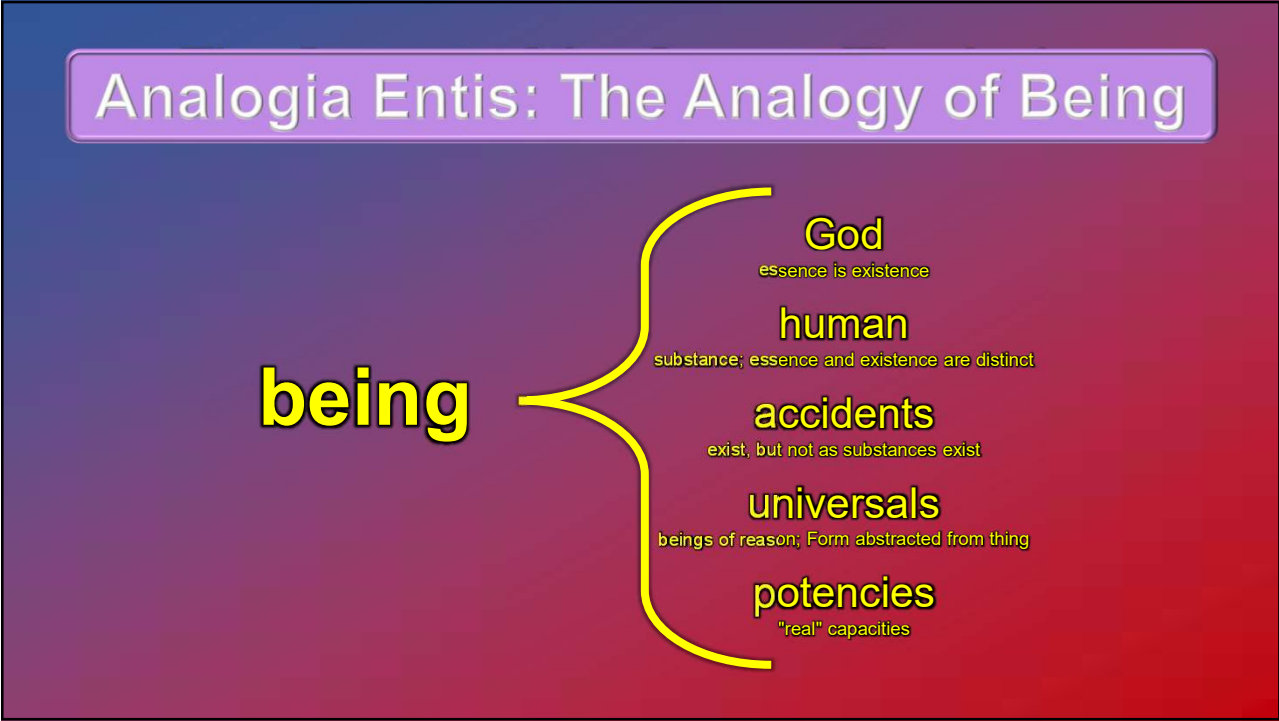 Analogia Entis: The Analogy of Being
being
God
essence is existence
human
substance; essence and existence are distinct
accidents
exist, but not as substances exist
universals
beings of reason; Form abstracted from thing
potencies
"real" capacities